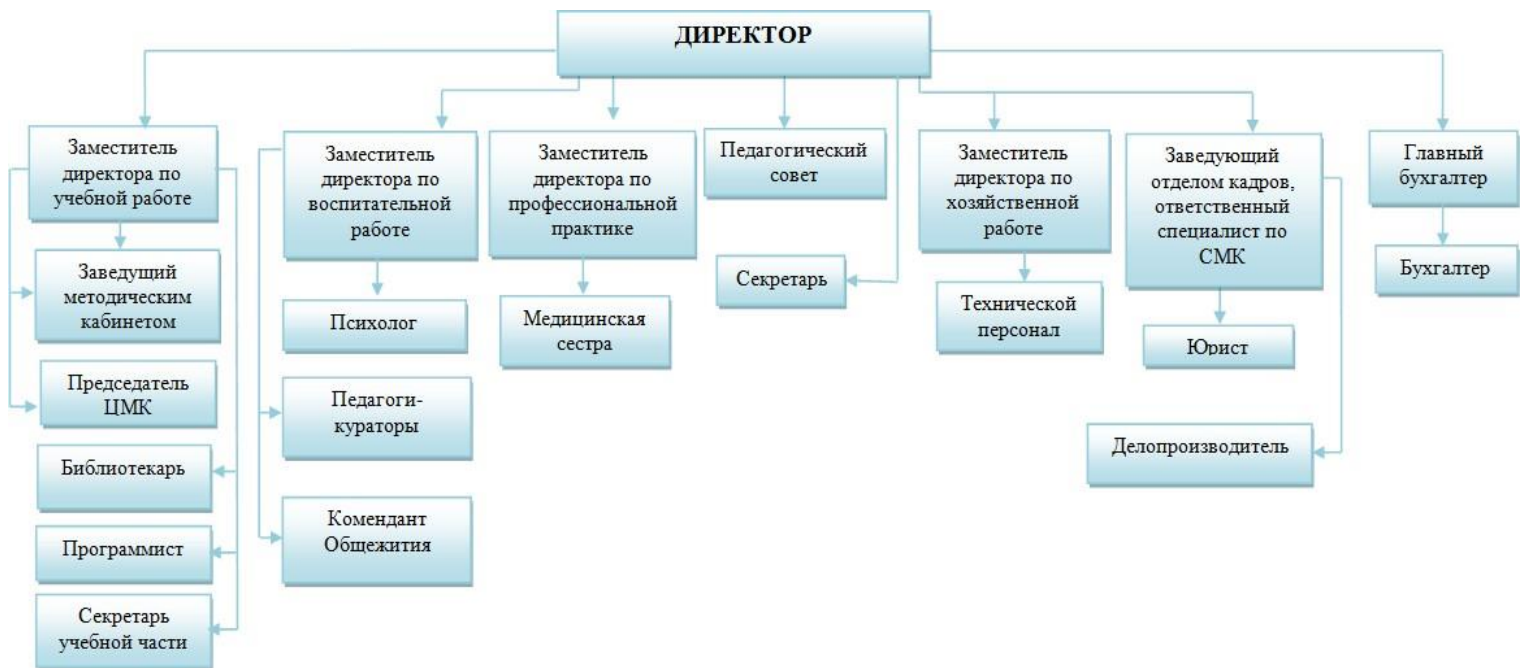 ДИРЕКТОР
Заместитель
директора по
учебной работе
Заведущий
методическим
кабинетом
Председатель
ЦМК
Библиотекарь
Программист
Секретарь
учебной части
Заместитель
директора по
воспитательной
работе
Психолог
Педагоги-
кураторы
Комендант
Общежития
Заместитель
директора по
профессиональной
практике
Медицинская
сестра
Педагогический
совет
Секретарь
Заместитель
директора по
хозяйственной
работе
Технической
персонал
Заведующий
отделом кадров,
ответственный
специалист по
СМК
Юрист
Делопроизводитель
Главный
бухгалтер
Бухгалтер